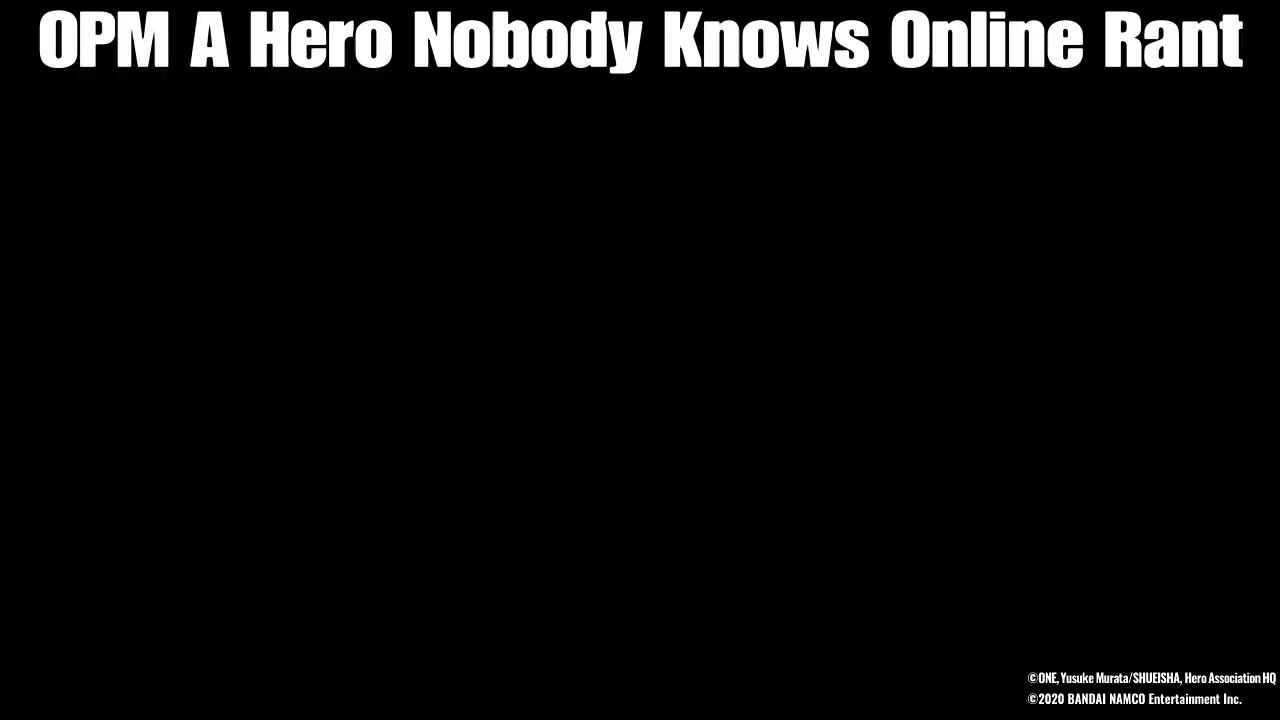 OPM A Hero Nobody Knows Online Rant
©ONE, Yusuke Murata/SHUEISHA, Hero Association HQ
©2020 BANDAI NAMCO Entertainment Inc.